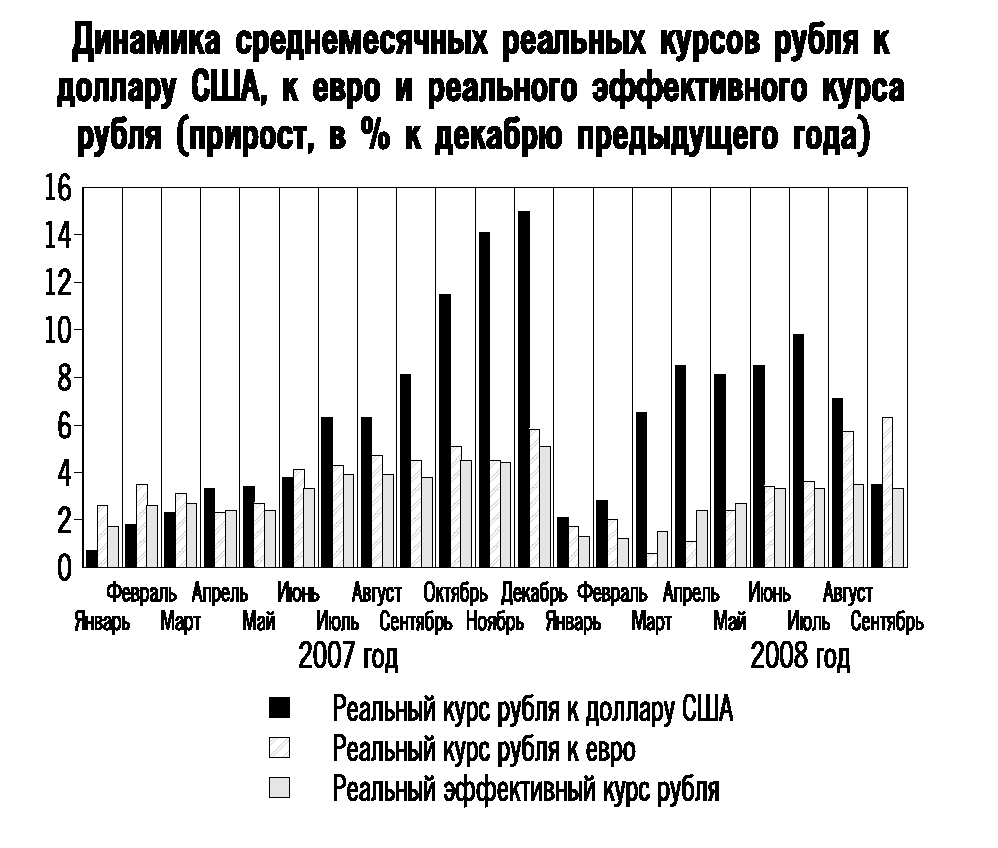 Динамика среднемесячных реальных курсов рубля к
доллару США, к евро и реального эффективного курса
рубля (прирост, в % к декабрю предыдущего года)
16
14
12
10
8
6
4
2
0
Февраль Апрель Июнь Август Октябрь Декабрь Февраль Апрель Июнь Август
Январь Март Май Июль Сентябрь Ноябрь Январь Март Май Июль Сентябрь
2007 год 2008 год
Реальный курс рубля к доллару США
Реальный курс рубля к евро
Реальный эффективный курс рубля